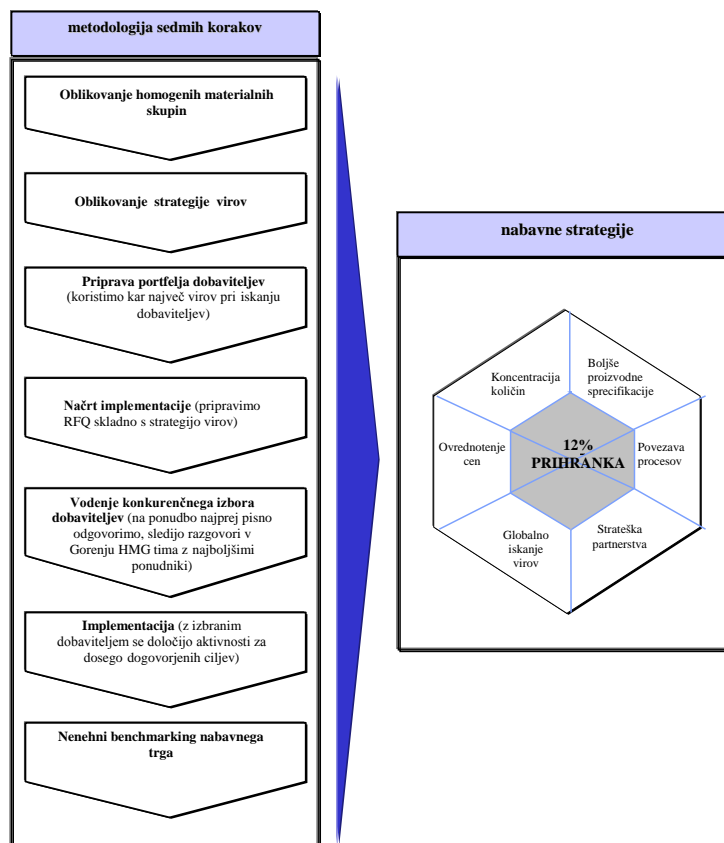 metodologija sedmih korakov
Oblikovanje homogenih materialnih
skupin
Oblikovanje strategije virov
Priprava portfelja dobaviteljev
(koristimo kar največ virov pri iskanju
dobaviteljev)
Načrt implementacije (pripravimo
RFQ skladno s strategijo virov)
Vodenje konkurenčnega izbora
dobaviteljev (na ponudbo najprej pisno
odgovorimo, sledijo razgovori v
Gorenju HMG tima z najboljšimi
ponudniki)
Implementacija (z izbranim
dobaviteljem se določijo aktivnosti za
dosego dogovorjenih ciljev)
Nenehni benchmarking nabavnega
trga
nabavne strategije
Koncentracija
količin
Boljše
proizvodne
sprecifikacije
Ovrednotenje
cen
12%
PRIHRANKA
Povezava
procesov
Globalno
iskanje
virov
Strateška
partnerstva